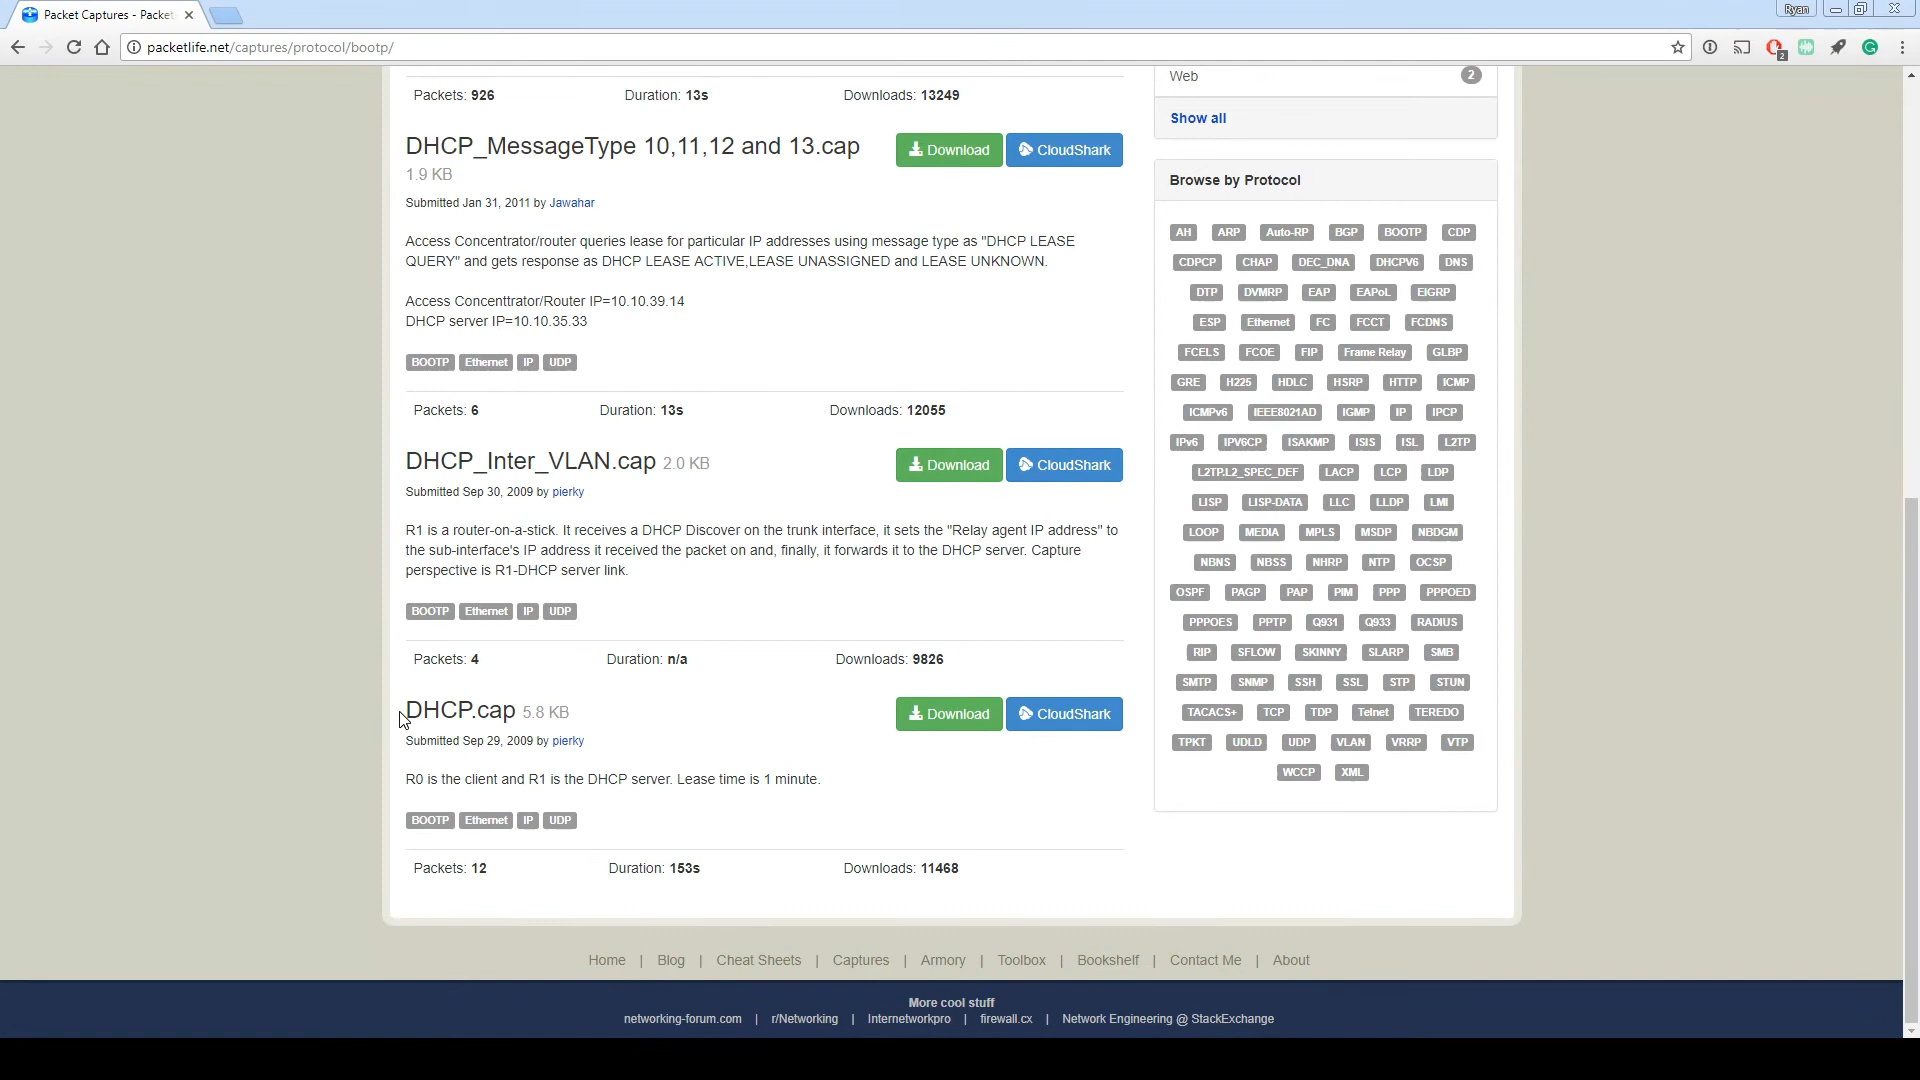 Packet Captures - Packet
Ryan
packetlife.net/captures/protocol/bootp/
2
Packets: 926 Duration: 13s Downloads: 13249
DHCP_MessageType 10,11,12 and 13.cap
1.9 KB
Download CloudShark
Submitted Jan 31, 2011 by Jawahar
Access Concentrator/router queries lease for particular IP addresses using message type as "DHCP LEASE
QUERY" and gets response as DHCP LEASE ACTIVE,LEASE UNASSIGNED and LEASE UNKNOWN.
Access Concenttrator/Router IP=10.10.39.14
DHCP server IP=10.10.35.33
BOOTP Ethernet IP UDP
Packets: 6 Duration: 13s Downloads: 12055
DHCP_Inter_VLAN.cap 2.0 KB
Download CloudShark
Submitted Sep 30, 2009 by pierky
R1 is a router-on-a-stick. It receives a DHCP Discover on the trunk interface, it sets the "Relay agent IP address" to
the sub-interface's IP address it received the packet on and, finally, it forwards it to the DHCP server. Capture
perspective is R1-DHCP server link.
BOOTP Ethernet IP UDP
Packets: 4 Duration: n/a Downloads: 9826
DHCP.cap 5.8 KB
Download CloudShark
Submitted Sep 29, 2009 by pierky
R0 is the client and R1 is the DHCP server. Lease time is 1 minute.
BOOTP Ethernet IP UDP
Packets: 12 Duration: 153s Downloads: 11468
Web 2
Show all
Browse by Protocol
AH ARP Auto-RP BGP BOOTP CDP
CDPCP CHAP DEC_DNA DHCPV6 DNS
DTP DVMRP EAP EAPoL EIGRP
ESP Ethernet FC FCCT FCDNS
FCELS FCOE FIP Frame Relay GLBP
GRE H225 HDLC HSRP HTTP ICMP
ICMPv6 IEEE8021AD IGMP IP IPCP
IPv6 IPV6CP ISAKMP ISIS ISL L2TP
L2TP.L2_SPEC_DEF LACP LCP LDP
LISP LISP-DATA LLC LLDP LMI
LOOP MEDIA MPLS MSDP NBDGM
NBNS NBSS NHRP NTP OCSP
OSPF PAGP PAP PIM PPP PPPOED
PPPOES PPTP Q931 Q933 RADIUS
RIP SFLOW SKINNY SLARP SMB
SMTP SNMP SSH SSL STP STUN
TACACS+ TCP TDP Telnet TEREDO
TPKT UDLD UDP VLAN VRRP VTP
WCCP XML
Home | Blog | Cheat Sheets | Captures | Armory | Toolbox | Bookshelf | Contact Me | About
More cool stuff
networking-forum.com | r/Networking | Internetworkpro | firewall.cx | Network Engineering @ StackExchange